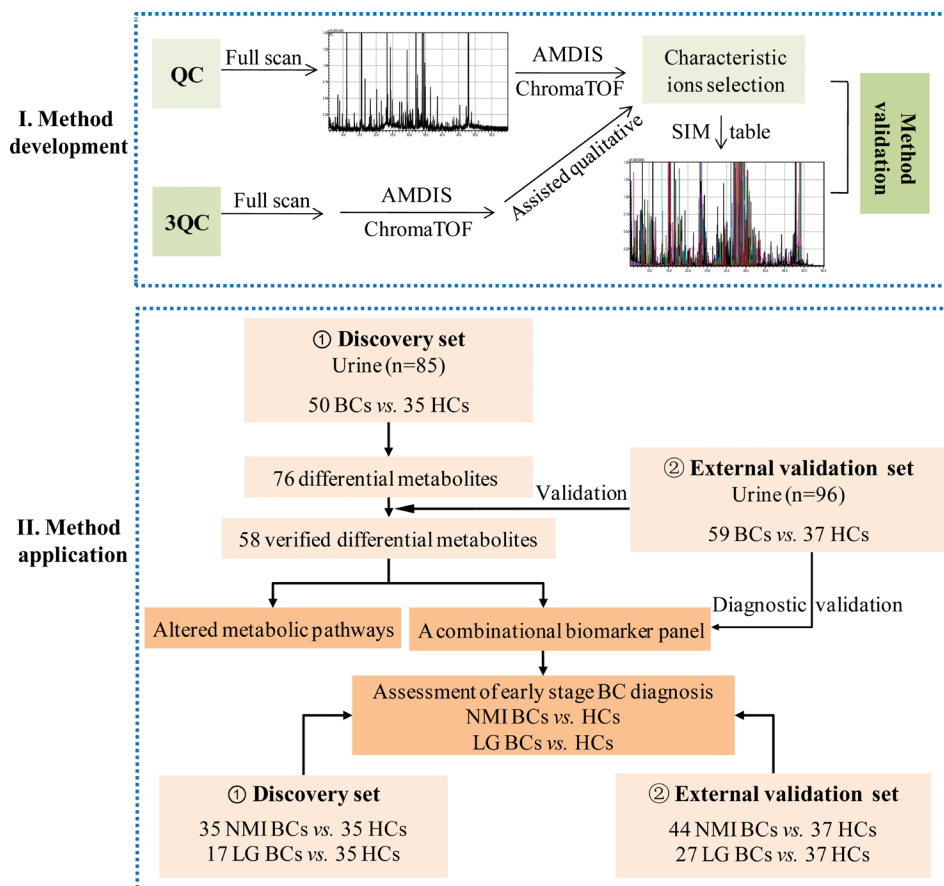 I. Method
development
QC
Full scan
AMDIS
ChromaTOF
Characteristic
ions selection
SIM table
Method
validation
3QC
Full scan
AMDIS
ChromaTOF
Assisted qualitative
II. Method
application
① Discovery set
Urine (n=85)
50 BCs vs. 35 HCs
76 differential metabolites
Validation
② External validation set
Urine (n=96)
59 BCs vs. 37 HCs
58 verified differential metabolites
Diagnostic validation
Altered metabolic pathways
A combinational biomarker panel
Assessment of early stage BC diagnosis
NMI BCs vs. HCs
LG BCs vs. HCs
① Discovery set
35 NMI BCs vs. 35 HCs
17 LG BCs vs. 35 HCs
② External validation set
44 NMI BCs vs. 37 HCs
27 LG BCs vs. 37 HCs